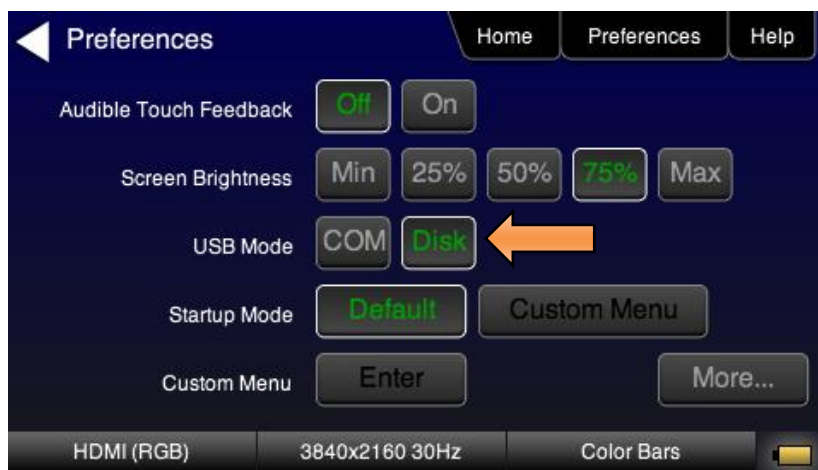 Preferences Home Preferences Help
Audible Touch Feedback Off On
Screen Brightness Min 25% 50% 75% Max
USB Mode COM Disk
Startup Mode Default Custom Menu
Custom Menu Enter More...
HDMI (RGB) 3840x2160 30Hz Color Bars